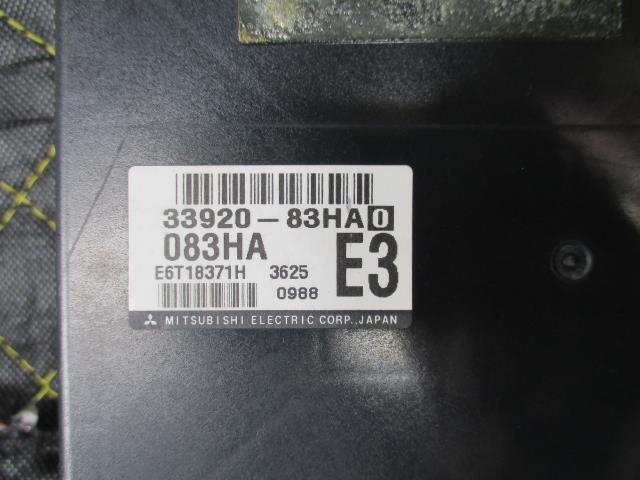 33920-83HA0
083HA
E3
E6T18371H 3625
0988
MITSUBISHI ELECTRIC CORP., JAPAN